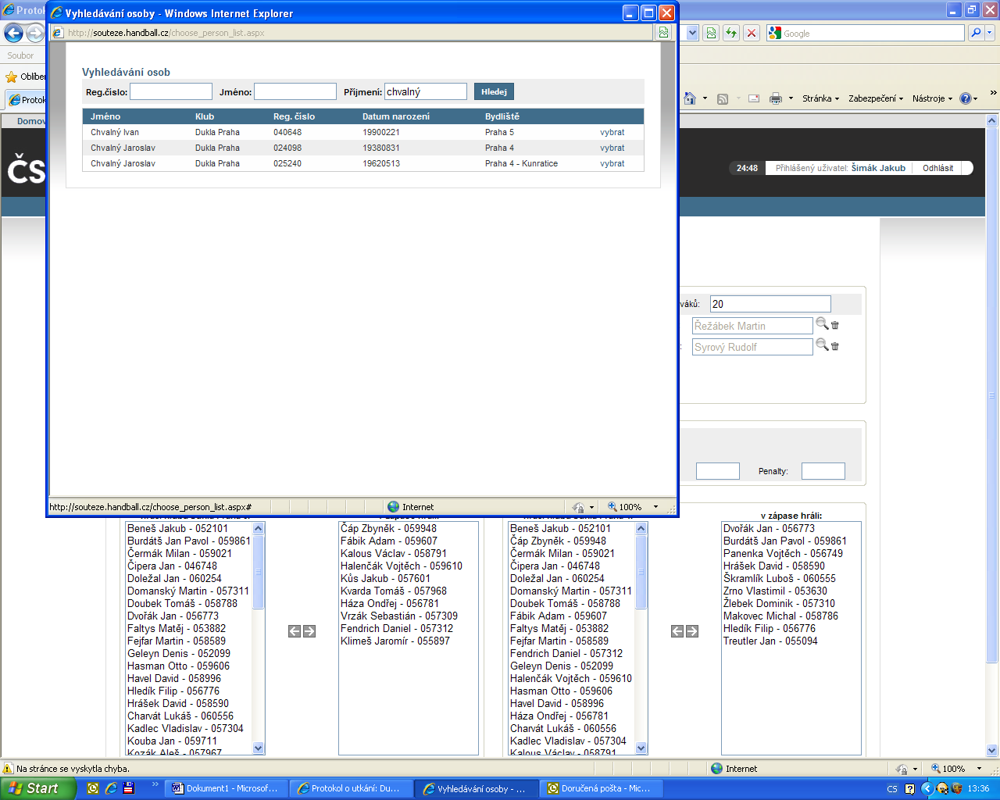 Vyhledávání osoby - Windows Internet Explorer
http://souteze.handball.cz/choose_person_list.aspx
Vyhledávání osob
Reg.číslo: Jméno: Příjmení: chvalný Hledej
Jméno Klub Reg. číslo Datum narození Bydliště
Chvalný Ivan Dukla Praha 040648 19900221 Praha 5 vybrat
Chvalný Jaroslav Dukla Praha 024098 19380831 Praha 4 vybrat
Chvalný Jaroslav Dukla Praha 025240 19620513 Praha 4 - Kunratice vybrat
http://souteze.handball.cz/choose_person_list.aspx# Internet 100%
Protok
Google
Soubor
Oblíbe
Protok
Stránka Zabezpečení Nástroje
Domov
ČS
24:48 Přihlášený uživatel: Šimák Jakub Odhlásit
váků: 20
Řežábek Martin
: Syrový Rudolf
Penalty:
Beneš Jakub - 052101
Burdátš Jan Pavol - 059861
Čermák Milan - 059021
Čipera Jan - 046748
Doležal Jan - 060254
Domanský Martin - 057311
Doubek Tomáš - 058788
Dvořák Jan - 056773
Faltys Matěj - 053882
Fejfar Martin - 058589
Geleyn Denis - 052099
Hasman Otto - 059606
Havel David - 058996
Hledík Filip - 056776
Hrášek David - 058590
Charvát Lukáš - 060556
Kadlec Vladislav - 057304
Kouba Jan - 059711
Kozák Aleš - 057967
Čáp Zbyněk - 059948
Fábik Adam - 059607
Kalous Václav - 058791
Halenčák Vojtěch - 059610
Kůs Jakub - 057601
Kvarda Tomáš - 057968
Háza Ondřej - 056781
Vrzák Sebastián - 057309
Fendrich Daniel - 057312
Klimeš Jaromír - 055897
Beneš Jakub - 052101
Čáp Zbyněk - 059948
Čermák Milan - 059021
Čipera Jan - 046748
Doležal Jan - 060254
Domanský Martin - 057311
Doubek Tomáš - 058788
Fábik Adam - 059607
Faltys Matěj - 053882
Fejfar Martin - 058589
Fendrich Daniel - 057312
Geleyn Denis - 052099
Halenčák Vojtěch - 059610
Hasman Otto - 059606
Havel David - 058996
Háza Ondřej - 056781
Charvát Lukáš - 060556
Kadlec Vladislav - 057304
Kalous Václav - 058791
v zápase hráli:
Dvořák Jan - 056773
Burdátš Jan Pavol - 059861
Panenka Vojtěch - 056749
Hrášek David - 058590
Škramlík Luboš - 060555
Zrno Vlastimil - 053630
Žlebek Dominik - 057310
Makovec Michal - 058786
Hledík Filip - 056776
Treutler Jan - 055094
Na stránce se vyskytla chyba. Internet 100%
Start Dokument1 - Microsof... Protokol o utkání: Du... Vyhledávání osoby - ... Doručená pošta - Mic... CS 13:36